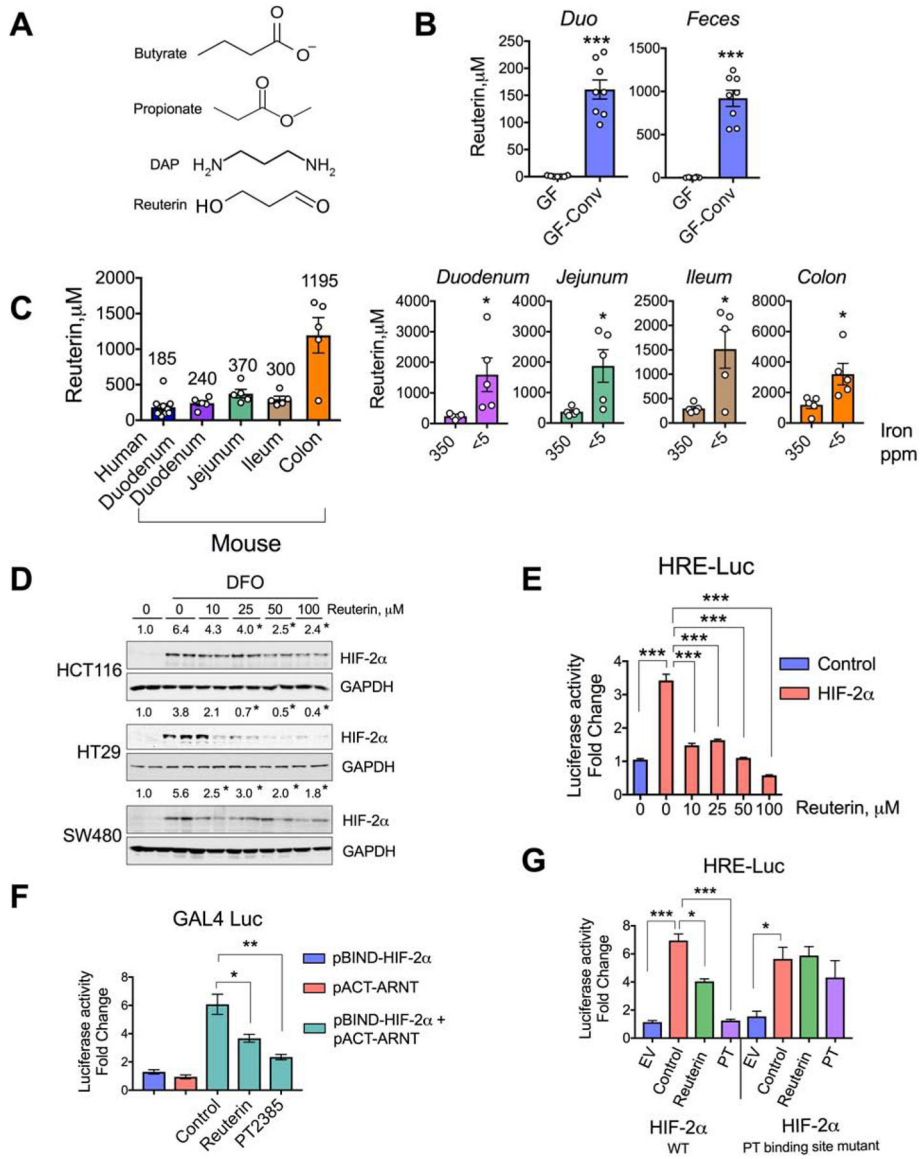 A
Butyrate
O
O−
Propionate
O
O
DAP
H2N
NH2
Reuterin
HO
O
B
Duo
Feces
Reuterin,μM
250
200
150
100
50
0
***
GF
GF-Conv
1500
1000
500
0
***
GF
GF-Conv
C
Reuterin,μM
2000
1500
1000
500
0
185
240
370
300
1195
Human
Duodenum
Duodenum
Jejunum
Ileum
Colon
Mouse
Duodenum
Jejunum
Ileum
Colon
4000
3000
2000
1000
0
*
350
<5
4000
3000
2000
1000
0
*
350
<5
2500
2000
1500
1000
500
0
*
350
<5
8000
6000
4000
2000
0
*
350
<5
Iron
ppm
D
DFO
0 0 10 25 50 100 Reuterin, μM
1.0 6.4 4.3 4.0 * 2.5 * 2.4 *
HCT116
HIF-2α
GAPDH
1.0 3.8 2.1 0.7 * 0.5 * 0.4 *
HT29
HIF-2α
GAPDH
1.0 5.6 2.5 * 3.0 * 2.0 * 1.8 *
SW480
HIF-2α
GAPDH
E
HRE-Luc
***
***
***
***
***
Luciferase activity
Fold Change
4
3
2
1
0
0 0 10 25 50 100
Reuterin, μM
Control
HIF-2α
F
GAL4 Luc
**
*
Luciferase activity
Fold Change
8
6
4
2
0
Control
Reuterin
PT2385
pBIND-HIF-2α
pACT-ARNT
pBIND-HIF-2α +
pACT-ARNT
G
HRE-Luc
***
***
*
*
Luciferase activity
Fold Change
8
6
4
2
0
EV
Control
Reuterin
PT
EV
Control
Reuterin
PT
HIF-2α
WT
HIF-2α
PT binding site mutant